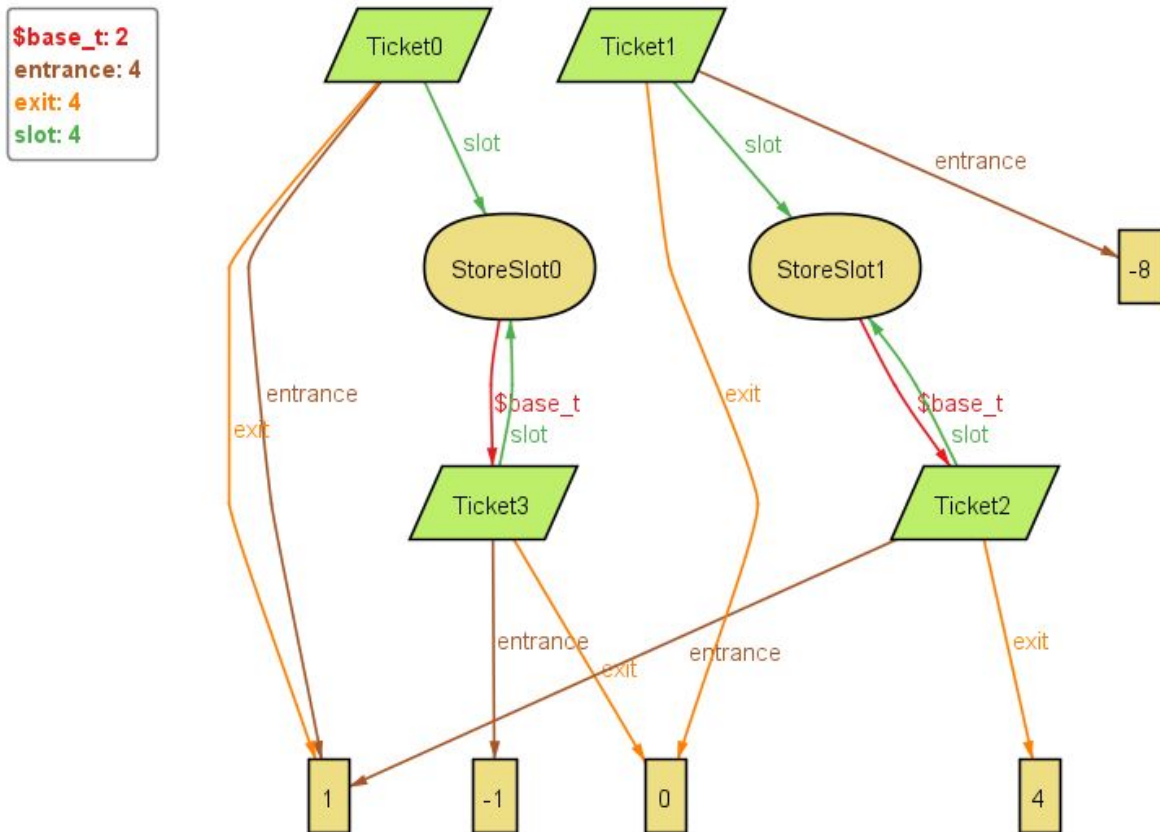 $base_t: 2
entrance: 4
exit: 4
slot: 4
Ticket0
Ticket1
slot
slot
entrance
StoreSlot0
StoreSlot1
-8
entrance
exit
exit
$base_t
slot
$base_t
slot
Ticket3
Ticket2
entrance
exit
entrance
exit
1
-1
0
4